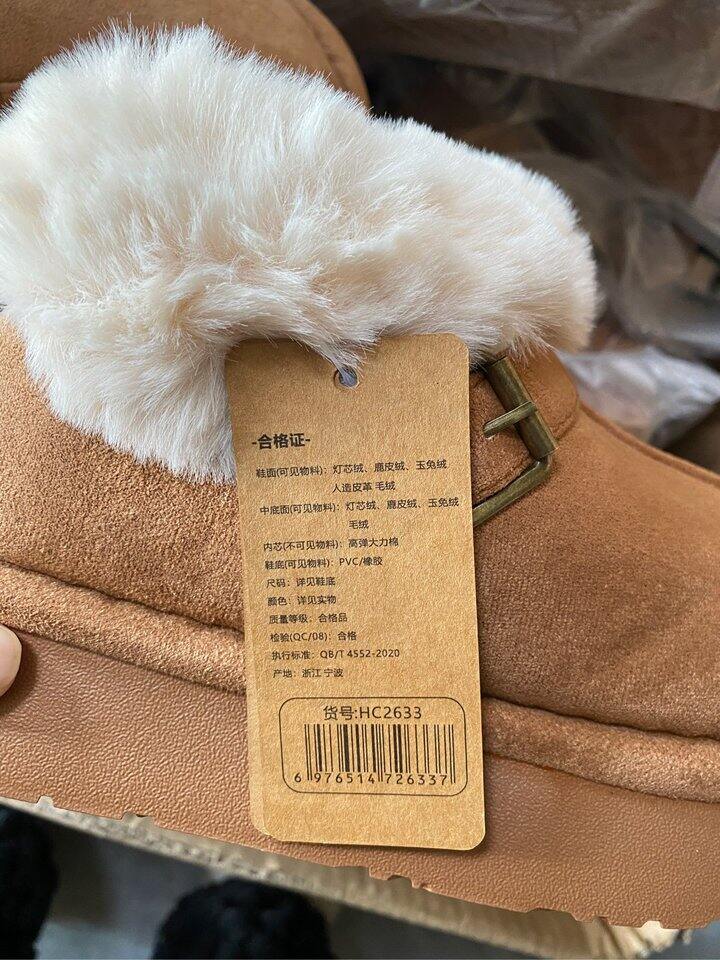 -合格证-
鞋面(可见物料)：灯芯绒、鹿皮绒、玉兔绒
人造皮革 毛绒
中底面(可见物料)：灯芯绒、鹿皮绒、玉兔绒
毛绒
内芯(不可见物料)：高弹大力棉
鞋底(可见物料)：PVC/橡胶
尺码：详见鞋底
颜色：详见实物
质量等级：合格品
检验(QC/08)：合格
执行标准：QB/T 4552-2020
产地：浙江 宁波
货号:HC2633
6 976514 726337